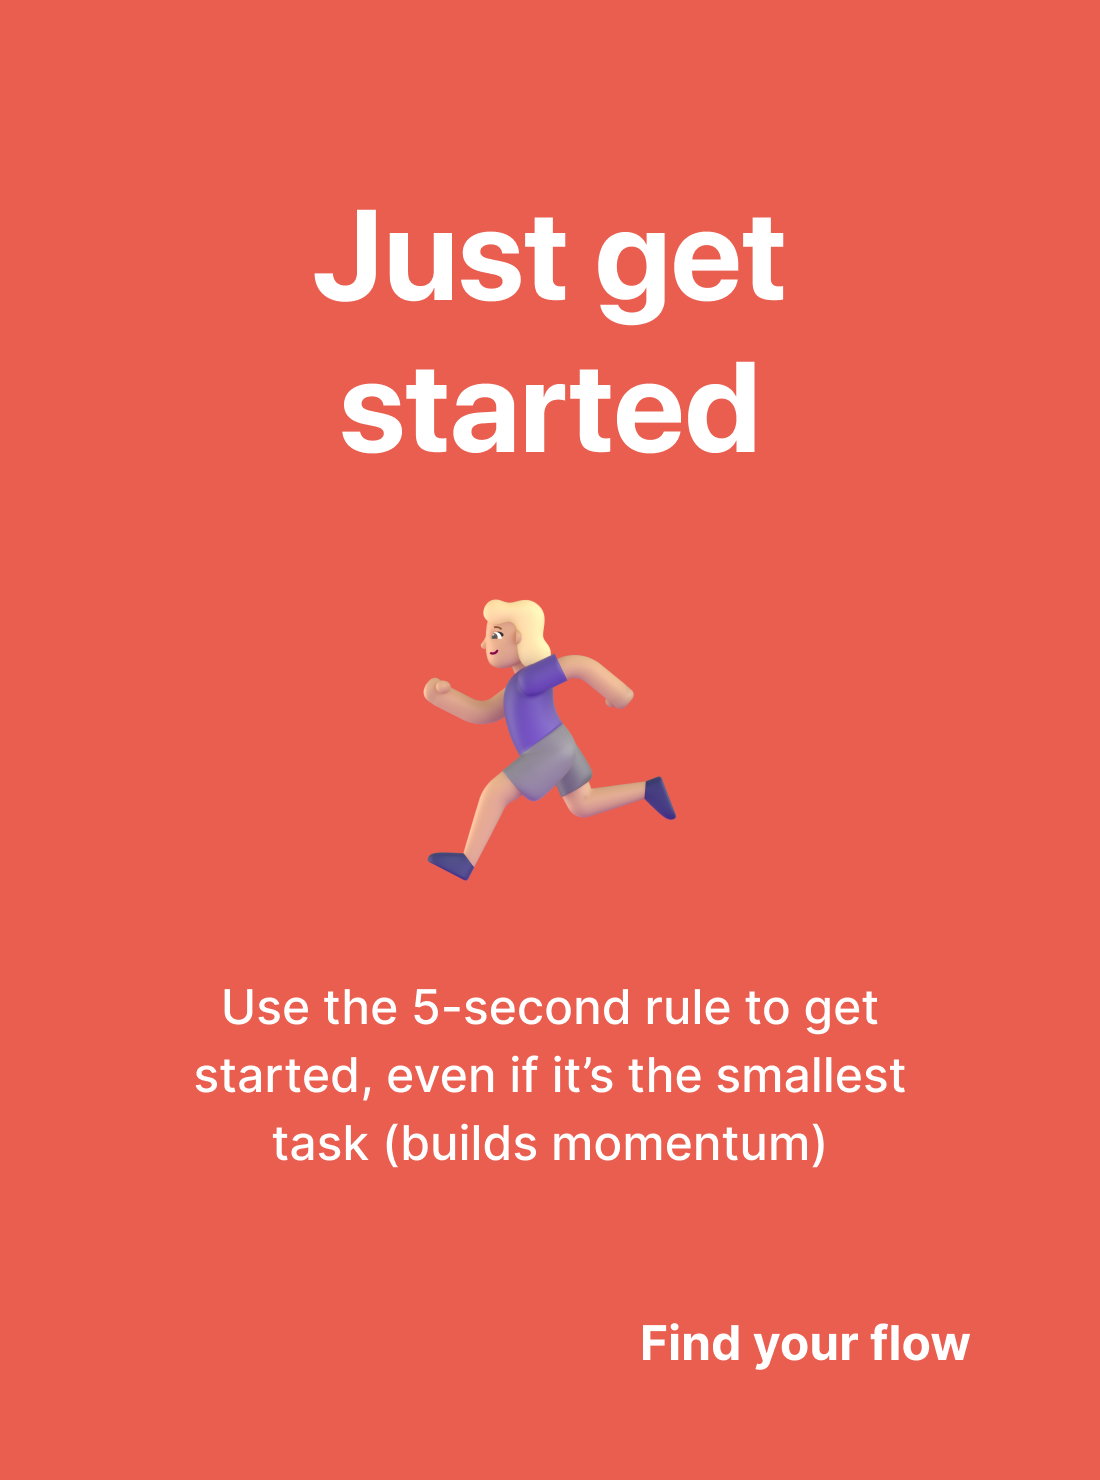 Just get
started
Use the 5-second rule to get
started, even if it’s the smallest
task (builds momentum)
Find your flow